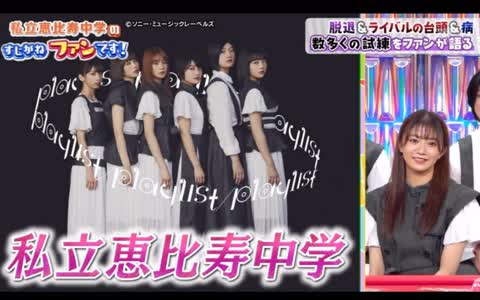 ©ソニー・ミュージックレーベルズ
私立恵比寿中学の
すじがねファンです!
脱退&ライバルの台頭&病
数多くの試練をファンが語る
playlist
playlist
playlist
playlist/playlist
私立恵比寿中学